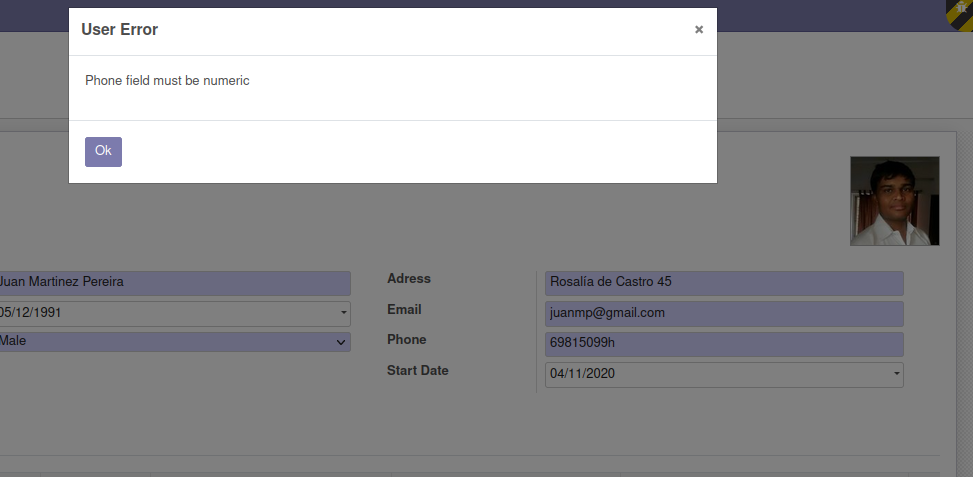 User Error ×
Phone field must be numeric
Ok
Juan Martinez Pereira
05/12/1991
Male
Adress Rosalía de Castro 45
Email juanmp@gmail.com
Phone 69815099h
Start Date 04/11/2020